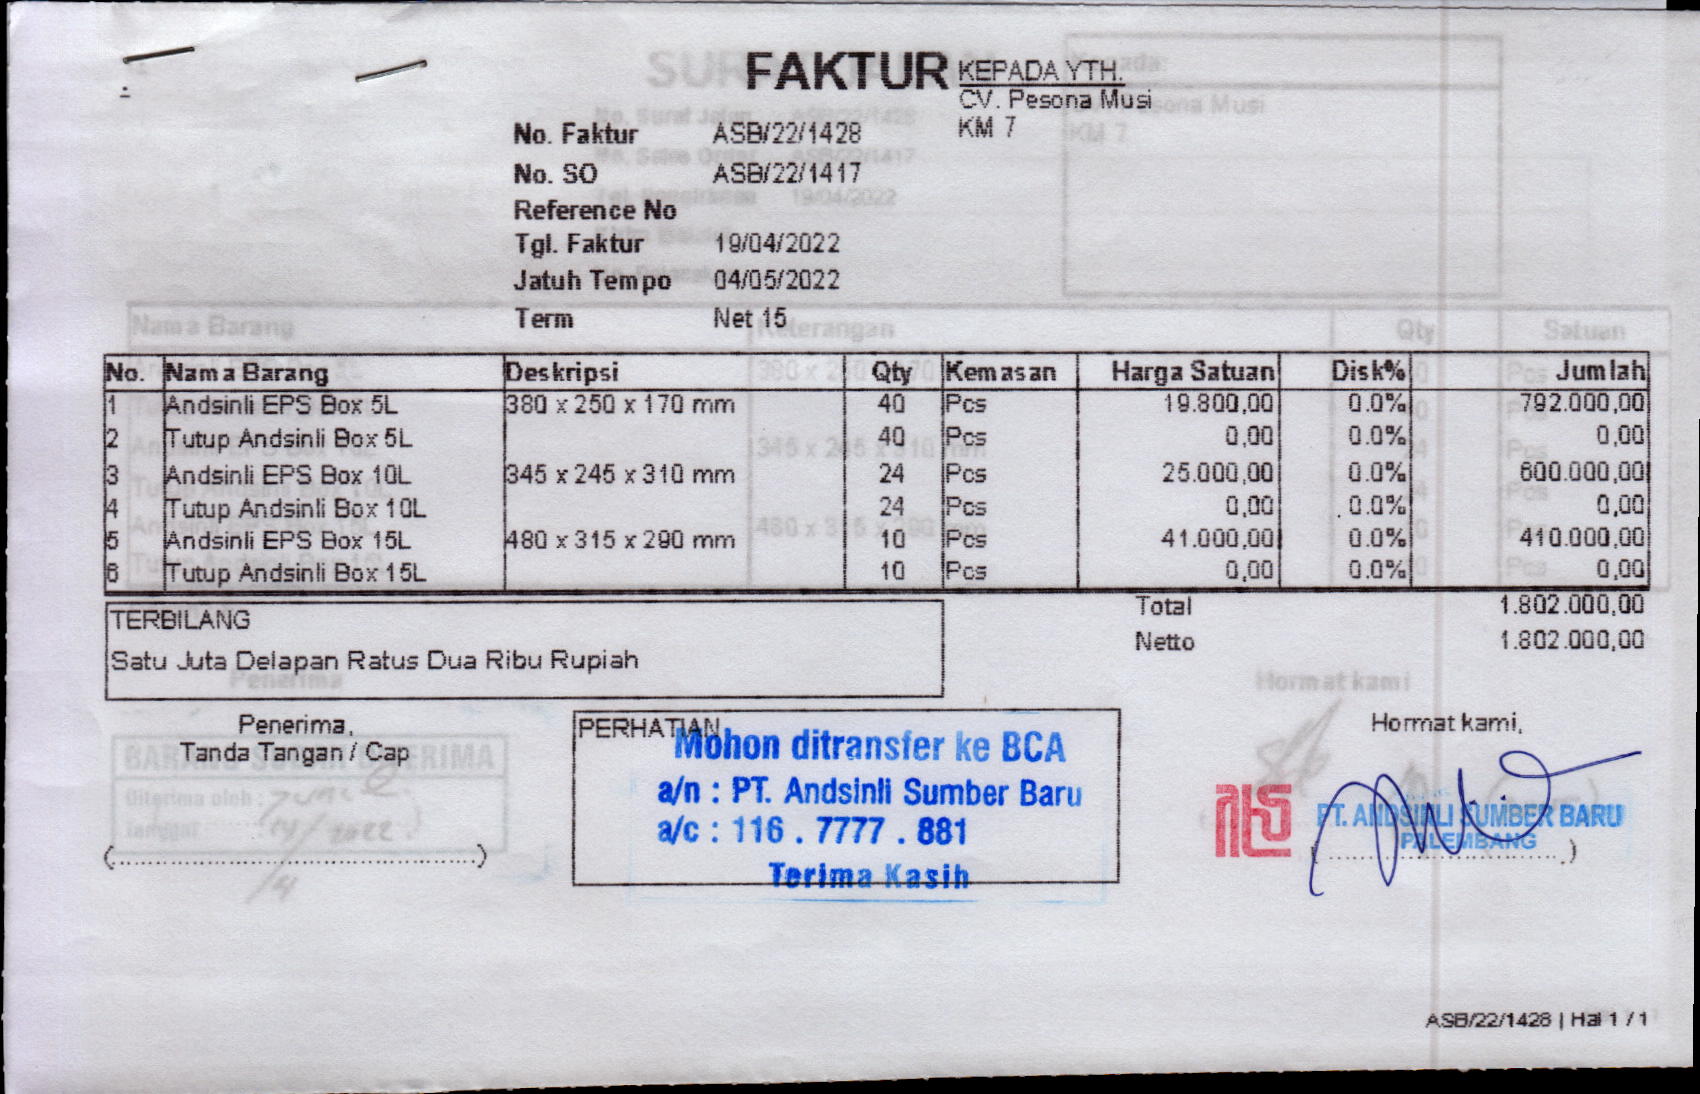 FAKTUR
KEPADA YTH.
CV. Pesona Musi
KM 7
No. Faktur ASB/22/1428
No. SO ASB/22/1417
Reference No
Tgl. Faktur 19/04/2022
Jatuh Tempo 04/05/2022
Term Net 15
No. Nama Barang Deskripsi Qty Kemasan Harga Satuan Disk% Jumlah
1 Andsinli EPS Box 5L 380 x 250 x 170 mm 40 Pcs 19.800,00 0.0% 792.000,00
2 Tutup Andsinli Box 5L 40 Pcs 0,00 0.0% 0,00
3 Andsinli EPS Box 10L 345 x 245 x 310 mm 24 Pcs 25.000,00 0.0% 600.000,00
4 Tutup Andsinli Box 10L 24 Pcs 0,00 0.0% 0,00
5 Andsinli EPS Box 15L 480 x 315 x 290 mm 10 Pcs 41.000,00 0.0% 410.000,00
6 Tutup Andsinli Box 15L 10 Pcs 0,00 0.0% 0,00
Total 1.802.000,00
Netto 1.802.000,00
TERBILANG
Satu Juta Delapan Ratus Dua Ribu Rupiah
Penerima,
Tanda Tangan / Cap
(........................................................)
PERHATIAN
Mohon ditransfer ke BCA
a/n : PT. Andsinli Sumber Baru
a/c : 116 . 7777 . 881
Terima Kasih
Hormat kami,
PT. ANDSINLI SUMBER BARU
PALEMBANG
(........................................)
ASB/22/1428 | Hal 1 / 1